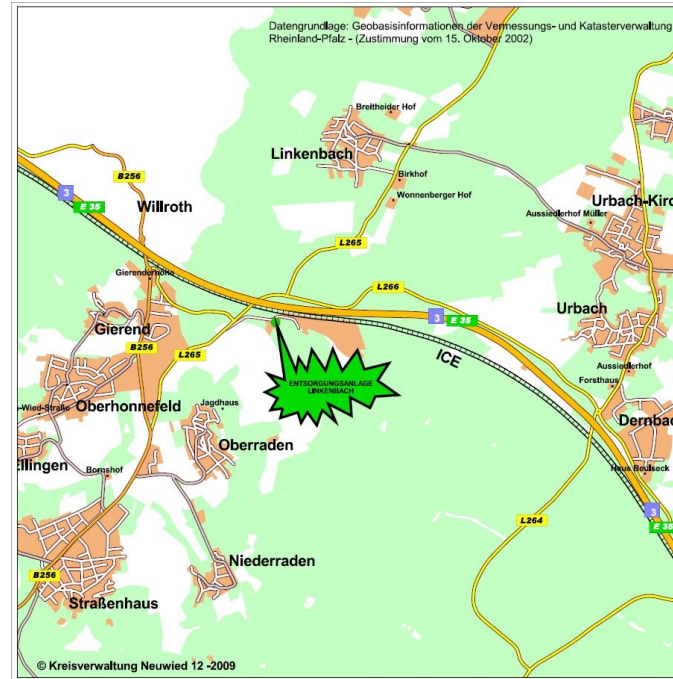 Datengrundlage: Geobasisinformationen der Vermessungs- und Katasterverwaltung
Rheinland-Pfalz - (Zustimmung vom 15. Oktober 2002)
Breitheider Hof
Linkenbach
B256
Birkhof
3
E 35
Willroth
Wonnenberger Hof
Urbach-Kirc
Aussiedlerhof Müller
L265
Gierenderhöhe
L266
Gierend
3
E 35
Urbach
B256
L265
ICE
Aussiedlerhof
ENTSORGUNGSANLAGE
LINKENBACH
Forsthaus
-Wied-Straße
Oberhonnefeld
Jagdhaus
Dernbac
Oberraden
Ellingen
Bornshof
Haus Beulseck
3
L264
E 35
Niederraden
B256
Straßenhaus
© Kreisverwaltung Neuwied 12 -2009